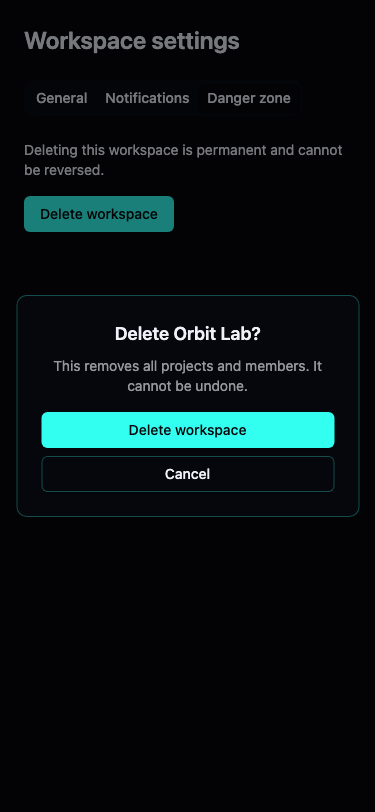 Workspace settings
General Notifications Danger zone
Deleting this workspace is permanent and cannot
be reversed.
Delete workspace
Delete Orbit Lab?
This removes all projects and members. It
cannot be undone.
Delete workspace
Cancel